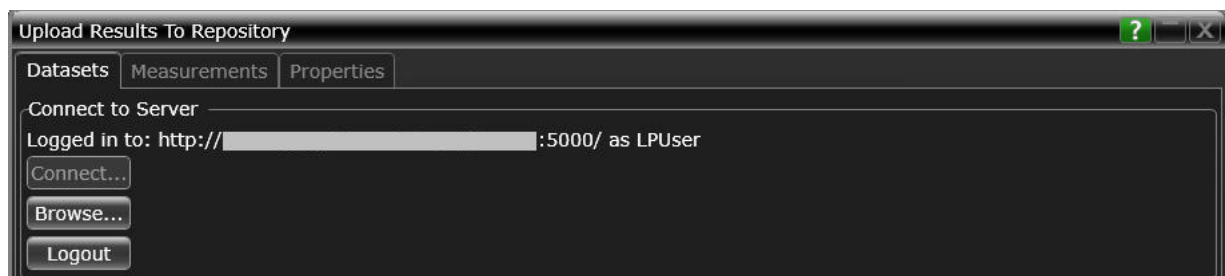 Upload Results To Repository ?
Datasets Measurements Properties
Connect to Server
Logged in to: http:// :5000/ as LPUser
Connect...
Browse...
Logout